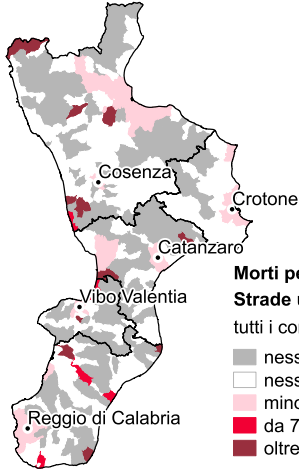 Cosenza
Crotone
Catanzaro
Morti pe
Vibo Valentia
Strade u
tutti i co
ness
ness
mino
da 7
Reggio di Calabria
oltre